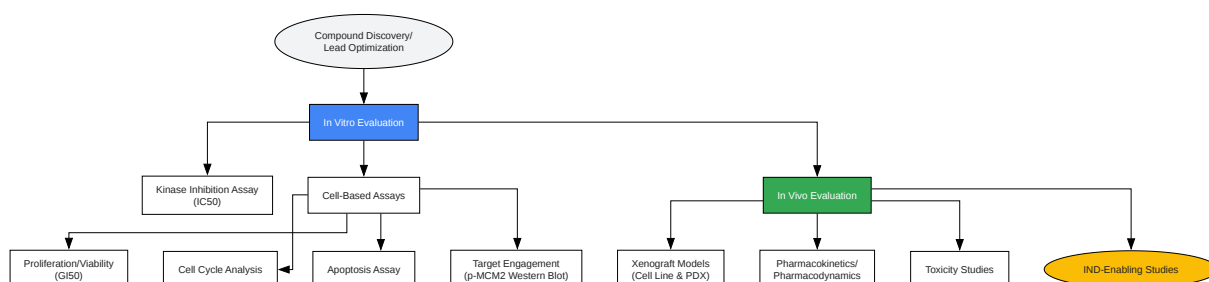 Compound Discovery/
Lead Optimization
In Vitro Evaluation
Kinase Inhibition Assay
(IC50)
Cell-Based Assays
In Vivo Evaluation
Proliferation/Viability
(GI50)
Cell Cycle Analysis
Apoptosis Assay
Target Engagement
(p-MCM2 Western Blot)
Xenograft Models
(Cell Line & PDX)
Pharmacokinetics/
Pharmacodynamics
Toxicity Studies
IND-Enabling Studies